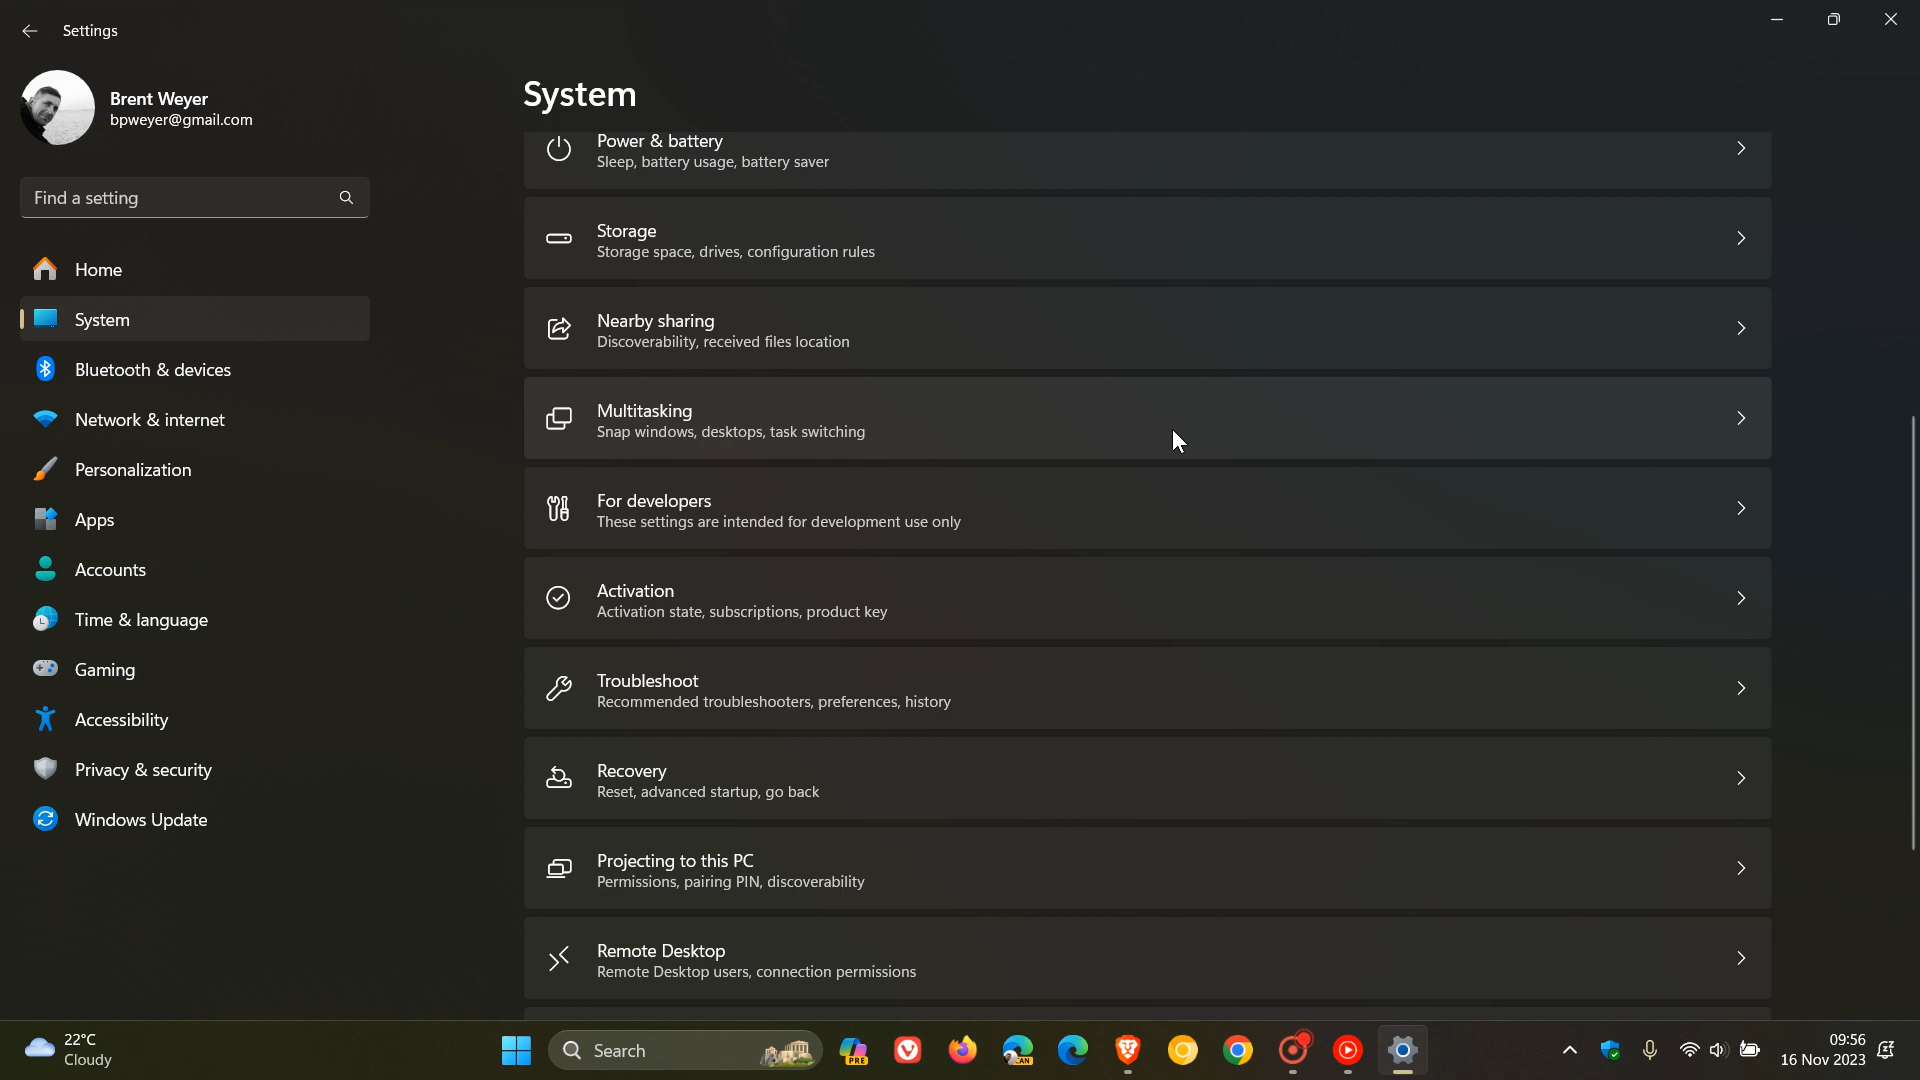 Settings
Brent Weyer
bpweyer@gmail.com
Find a setting
Home
System
Bluetooth & devices
Network & internet
Personalization
Apps
Accounts
Time & language
Gaming
Accessibility
Privacy & security
Windows Update
System
Power & battery
Sleep, battery usage, battery saver
Storage
Storage space, drives, configuration rules
Nearby sharing
Discoverability, received files location
Multitasking
Snap windows, desktops, task switching
For developers
These settings are intended for development use only
Activation
Activation state, subscriptions, product key
Troubleshoot
Recommended troubleshooters, preferences, history
Recovery
Reset, advanced startup, go back
Projecting to this PC
Permissions, pairing PIN, discoverability
Remote Desktop
Remote Desktop users, connection permissions
22°C
Cloudy
Search
PRE
CAN
09:56
16 Nov 2023